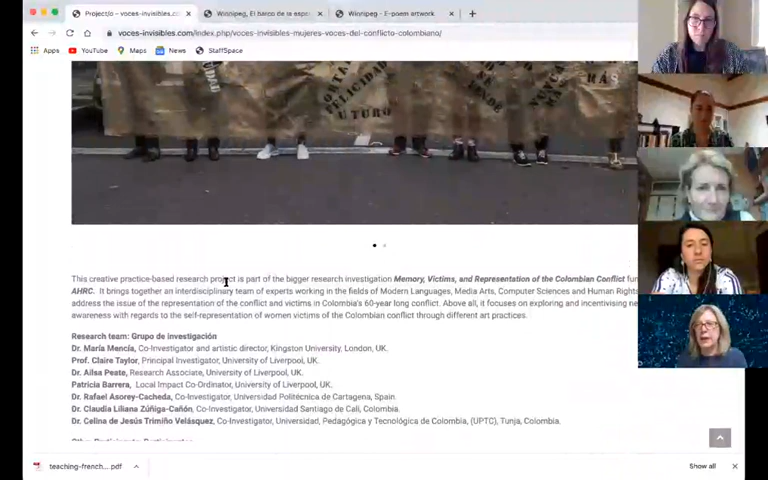 Project/o – voces-invisibles.com
Winnipeg, El barco de la espo
Winnipeg - E-poem artwork
voces-invisibles.com/index.php/voces-invisibles-mujeres-voces-del-conflicto-colombiano/
Apps YouTube Maps News StaffSpace
FELICIDAD
FUTURO
NUNCA MÁS
This creative practice-based research project is part of the bigger research investigation Memory, Victims, and Representation of the Colombian Conflict fun
AHRC. It brings together an interdisciplinary team of experts working in the fields of Modern Languages, Media Arts, Computer Sciences and Human Rights
address the issue of the representation of the conflict and victims in Colombia's 60-year long conflict. Above all, it focuses on exploring and incentivising ne
awareness with regards to the self-representation of women victims of the Colombian conflict through different art practices.
Research team: Grupo de investigación
Dr. María Mencía, Co-Investigator and artistic director, Kingston University, London, UK.
Prof. Claire Taylor, Principal Investigator, University of Liverpool, UK.
Dr. Ailsa Peate, Research Associate, University of Liverpool, UK.
Patricia Barrera, Local Impact Co-Ordinator, University of Liverpool, UK.
Dr. Rafael Asorey-Cacheda, Co-Investigator, Universidad Politécnica de Cartagena, Spain.
Dr. Claudia Liliana Zúñiga-Cañón, Co-Investigator, Universidad Santiago de Cali, Colombia.
Dr. Celina de Jesús Trimiño Velásquez, Co-Investigator, Universidad, Pedagógica y Tecnológica de Colombia, (UPTC), Tunja, Colombia.
teaching-french....pdf
Show all